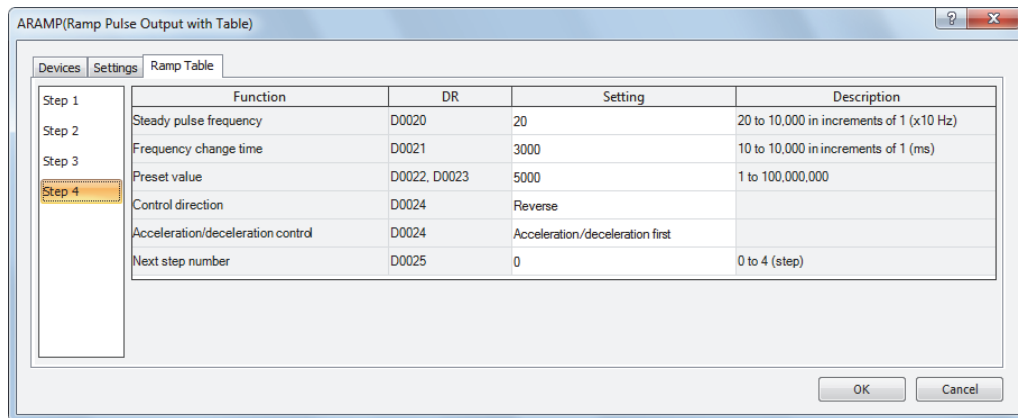 ARAMP(Ramp Pulse Output with Table)
?
Devices Settings Ramp Table
Step 1
Step 2
Step 3
Step 4
Function DR Setting Description
Steady pulse frequency D0020 20 20 to 10,000 in increments of 1 (x10 Hz)
Frequency change time D0021 3000 10 to 10,000 in increments of 1 (ms)
Preset value D0022, D0023 5000 1 to 100,000,000
Control direction D0024 Reverse
Acceleration/deceleration control D0024 Acceleration/deceleration first
Next step number D0025 0 0 to 4 (step)
OK Cancel